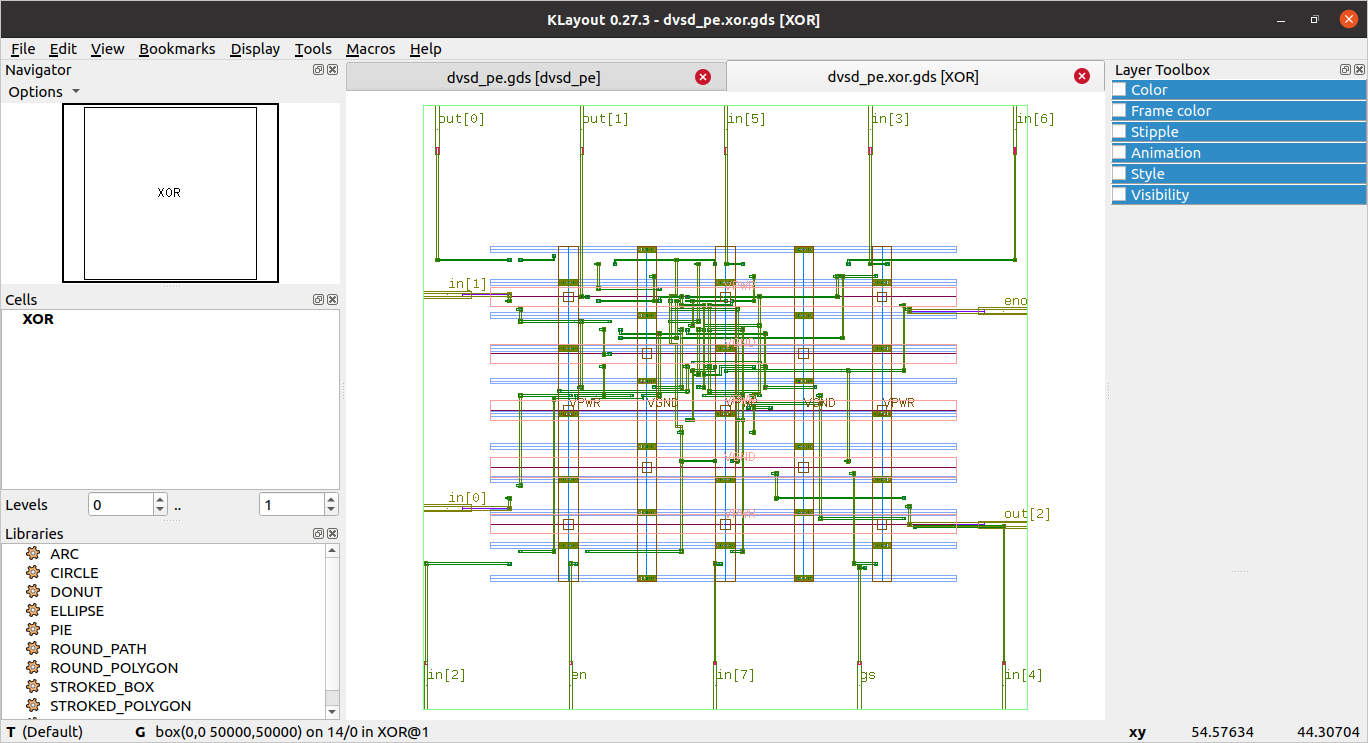 KLayout 0.27.3 - dvsd_pe.xor.gds [XOR]
File Edit View Bookmarks Display Tools Macros Help
Navigator
Options
XOR
Cells
XOR
Levels 0 .. 1
Libraries
ARC
CIRCLE
DONUT
ELLIPSE
PIE
ROUND_PATH
ROUND_POLYGON
STROKED_BOX
STROKED_POLYGON
dvsd_pe.gds [dvsd_pe] dvsd_pe.xor.gds [XOR]
out[0] out[1] in[5] in[3] in[6]
in[1] VPWR
eno
VGND
VPWR VGND VPWR VGND VPWR
VGND
in[0] VPWR out[2]
in[2] en in[7] gs in[4]
Layer Toolbox
Color
Frame color
Stipple
Animation
Style
Visibility
T (Default) G box(0,0 50000,50000) on 14/0 in XOR@1 xy 54.57634 44.30704